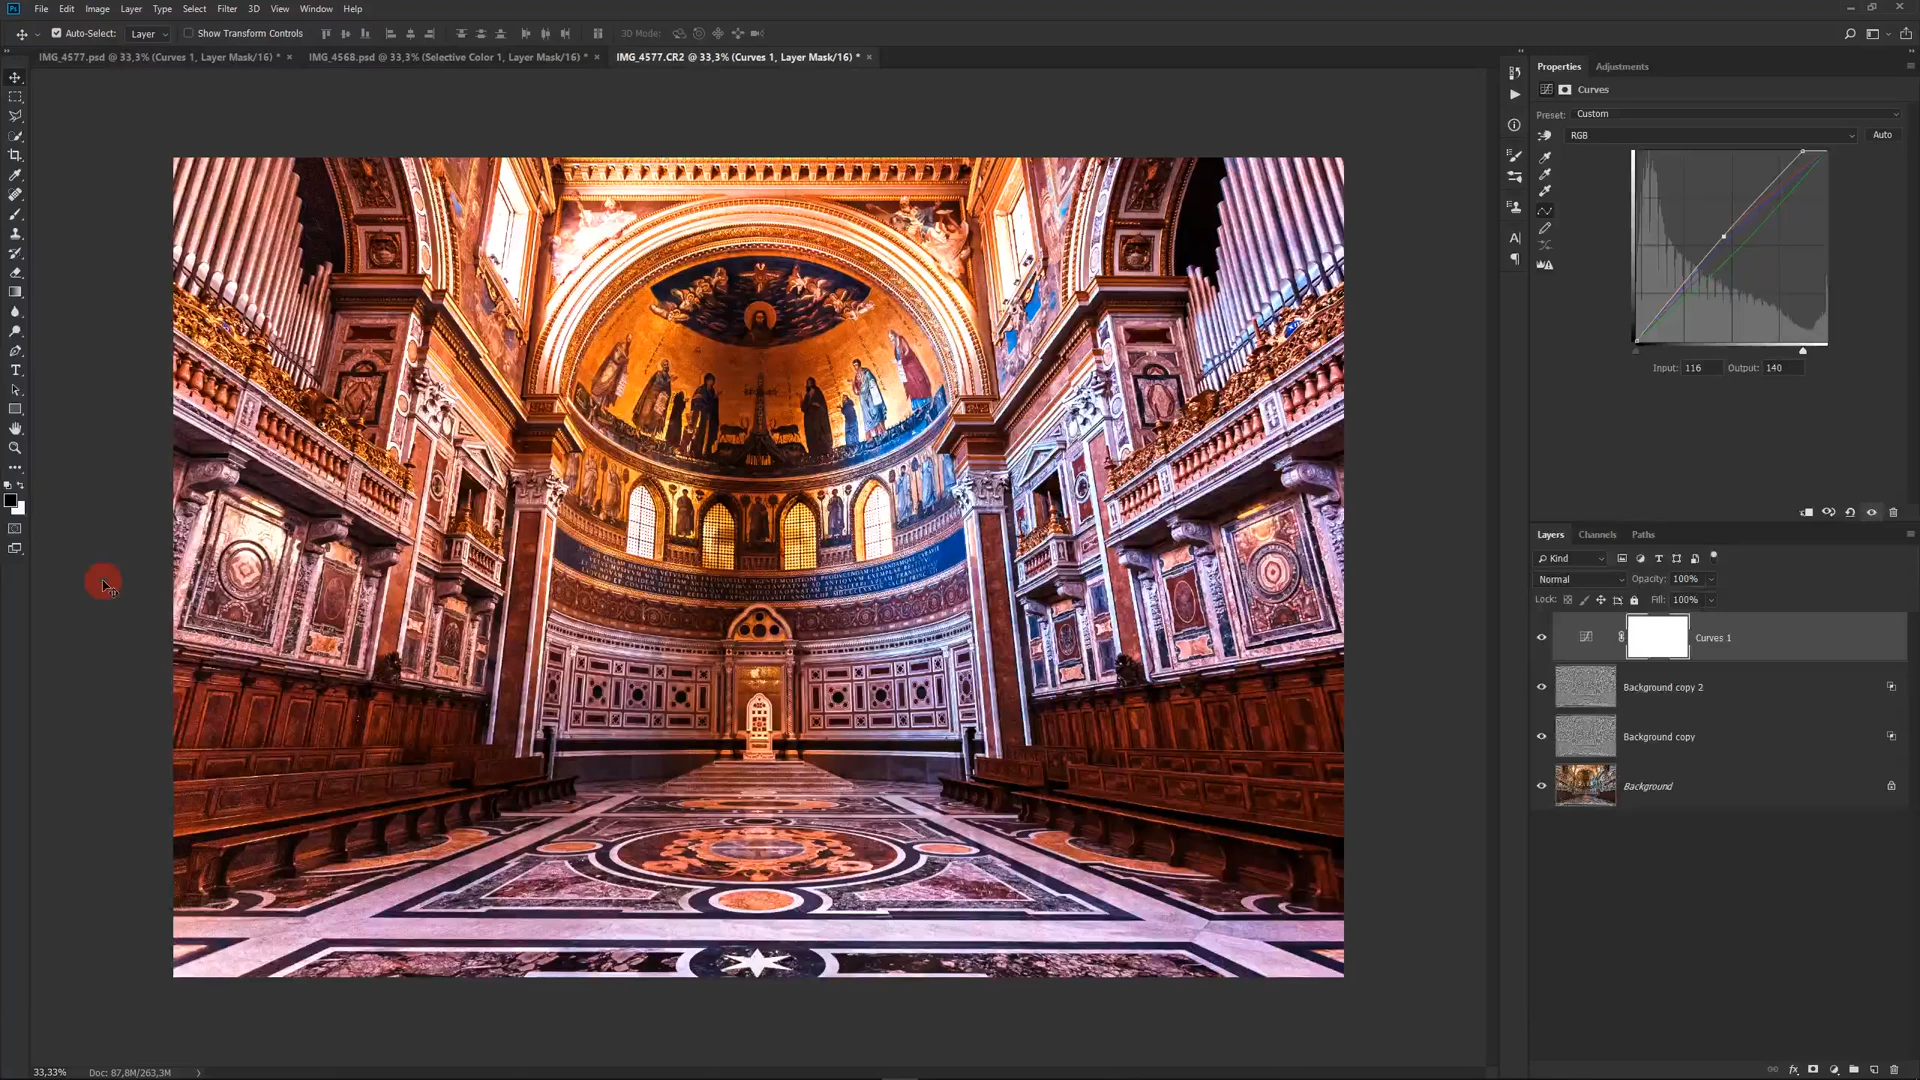 Ps File Edit Image Layer Type Select Filter 3D View Window Help
Auto-Select: Layer Show Transform Controls 3D Mode:
IMG_4577.psd @ 33,3% (Curves 1, Layer Mask/16) * × IMG_4568.psd @ 33,3% (Selective Color 1, Layer Mask/16) * × IMG_4577.CR2 @ 33,3% (Curves 1, Layer Mask/16) * ×
Properties Adjustments
Curves
Preset: Custom
RGB Auto
Input: 116 Output: 140
Layers Channels Paths
Kind
Normal Opacity: 100%
Lock: Fill: 100%
Curves 1
Background copy 2
Background copy
Background
33,33% Doc: 87,8M/263,3M